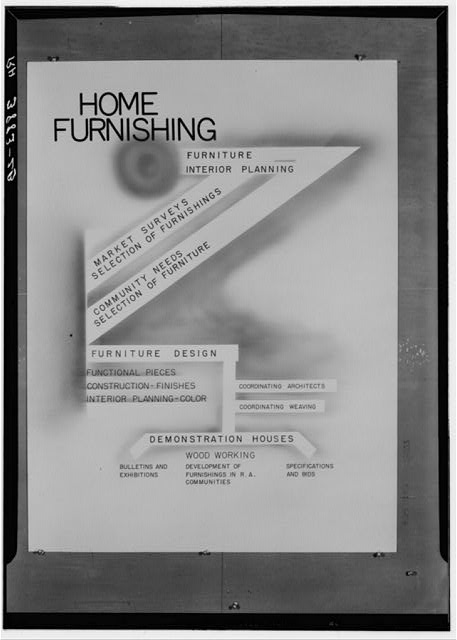 HOME
FURNISHING
FURNITURE
INTERIOR PLANNING
MARKET SURVEYS
SELECTION OF FURNISHINGS
COMMUNITY NEEDS
SELECTION OF FURNITURE
FURNITURE DESIGN
FUNCTIONAL PIECES
CONSTRUCTION-FINISHES
INTERIOR PLANNING-COLOR
COORDINATING ARCHITECTS
COORDINATING WEAVING
DEMONSTRATION HOUSES
WOOD WORKING
BULLETINS AND
EXHIBITIONS
DEVELOPMENT OF
FURNISHINGS IN R. A.
COMMUNITIES
SPECIFICATIONS
AND BIDS